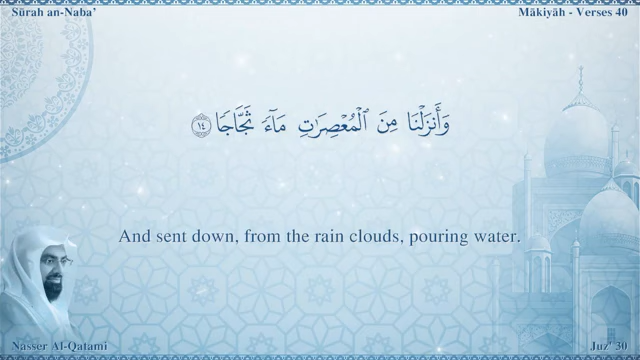 Sūrah an-Naba’
Mākiyāh - Verses 40
وَأَنزَلْنَا مِنَ ٱلْمُعْصِرَٰتِ مَآءً ثَجَّاجًا ١٤
And sent down, from the rain clouds, pouring water.
Nasser Al-Qatami
Juz' 30